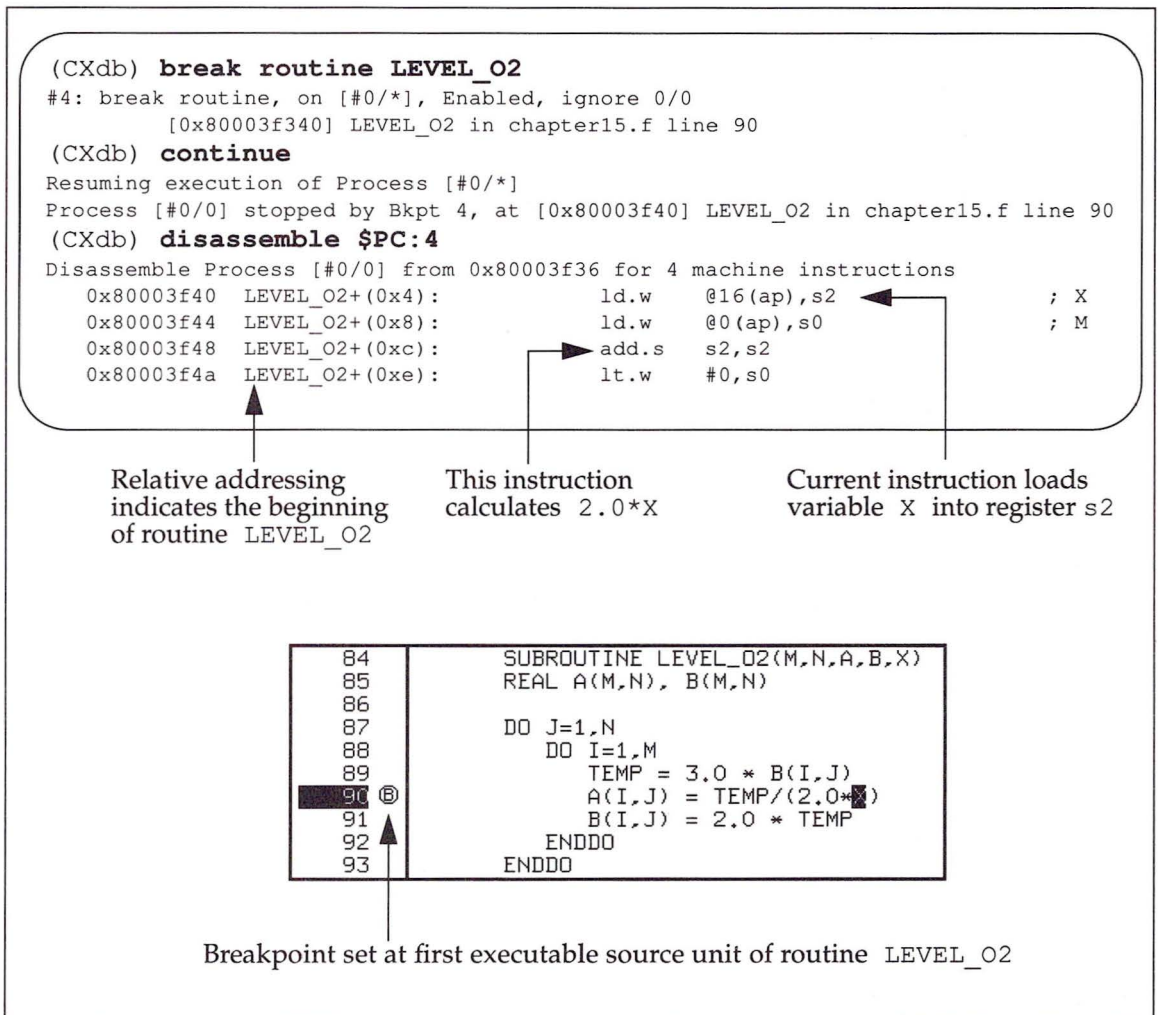 (CXdb) break routine LEVEL_O2
#4: break routine, on [#0/*], Enabled, ignore 0/0
[0x80003f340] LEVEL_O2 in chapter15.f line 90
(CXdb) continue
Resuming execution of Process [#0/*]
Process [#0/0] stopped by Bkpt 4, at [0x80003f40] LEVEL_O2 in chapter15.f line 90
(CXdb) disassemble $PC:4
Disassemble Process [#0/0] from 0x80003f36 for 4 machine instructions
0x80003f40 LEVEL_O2+(0x4): ld.w @16(ap),s2 ; X
0x80003f44 LEVEL_O2+(0x8): ld.w @0(ap),s0 ; M
0x80003f48 LEVEL_O2+(0xc): add.s s2,s2
0x80003f4a LEVEL_O2+(0xe): lt.w #0,s0
Relative addressing
indicates the beginning
of routine LEVEL_O2
This instruction
calculates 2.0*X
Current instruction loads
variable X into register s2
84 SUBROUTINE LEVEL_O2(M,N,A,B,X)
85 REAL A(M,N), B(M,N)
86
87 DO J=1,N
88 DO I=1,M
89 TEMP = 3.0 * B(I,J)
90 Ⓑ A(I,J) = TEMP/(2.0*X)
91 B(I,J) = 2.0 * TEMP
92 ENDDO
93 ENDDO
Breakpoint set at first executable source unit of routine LEVEL_O2